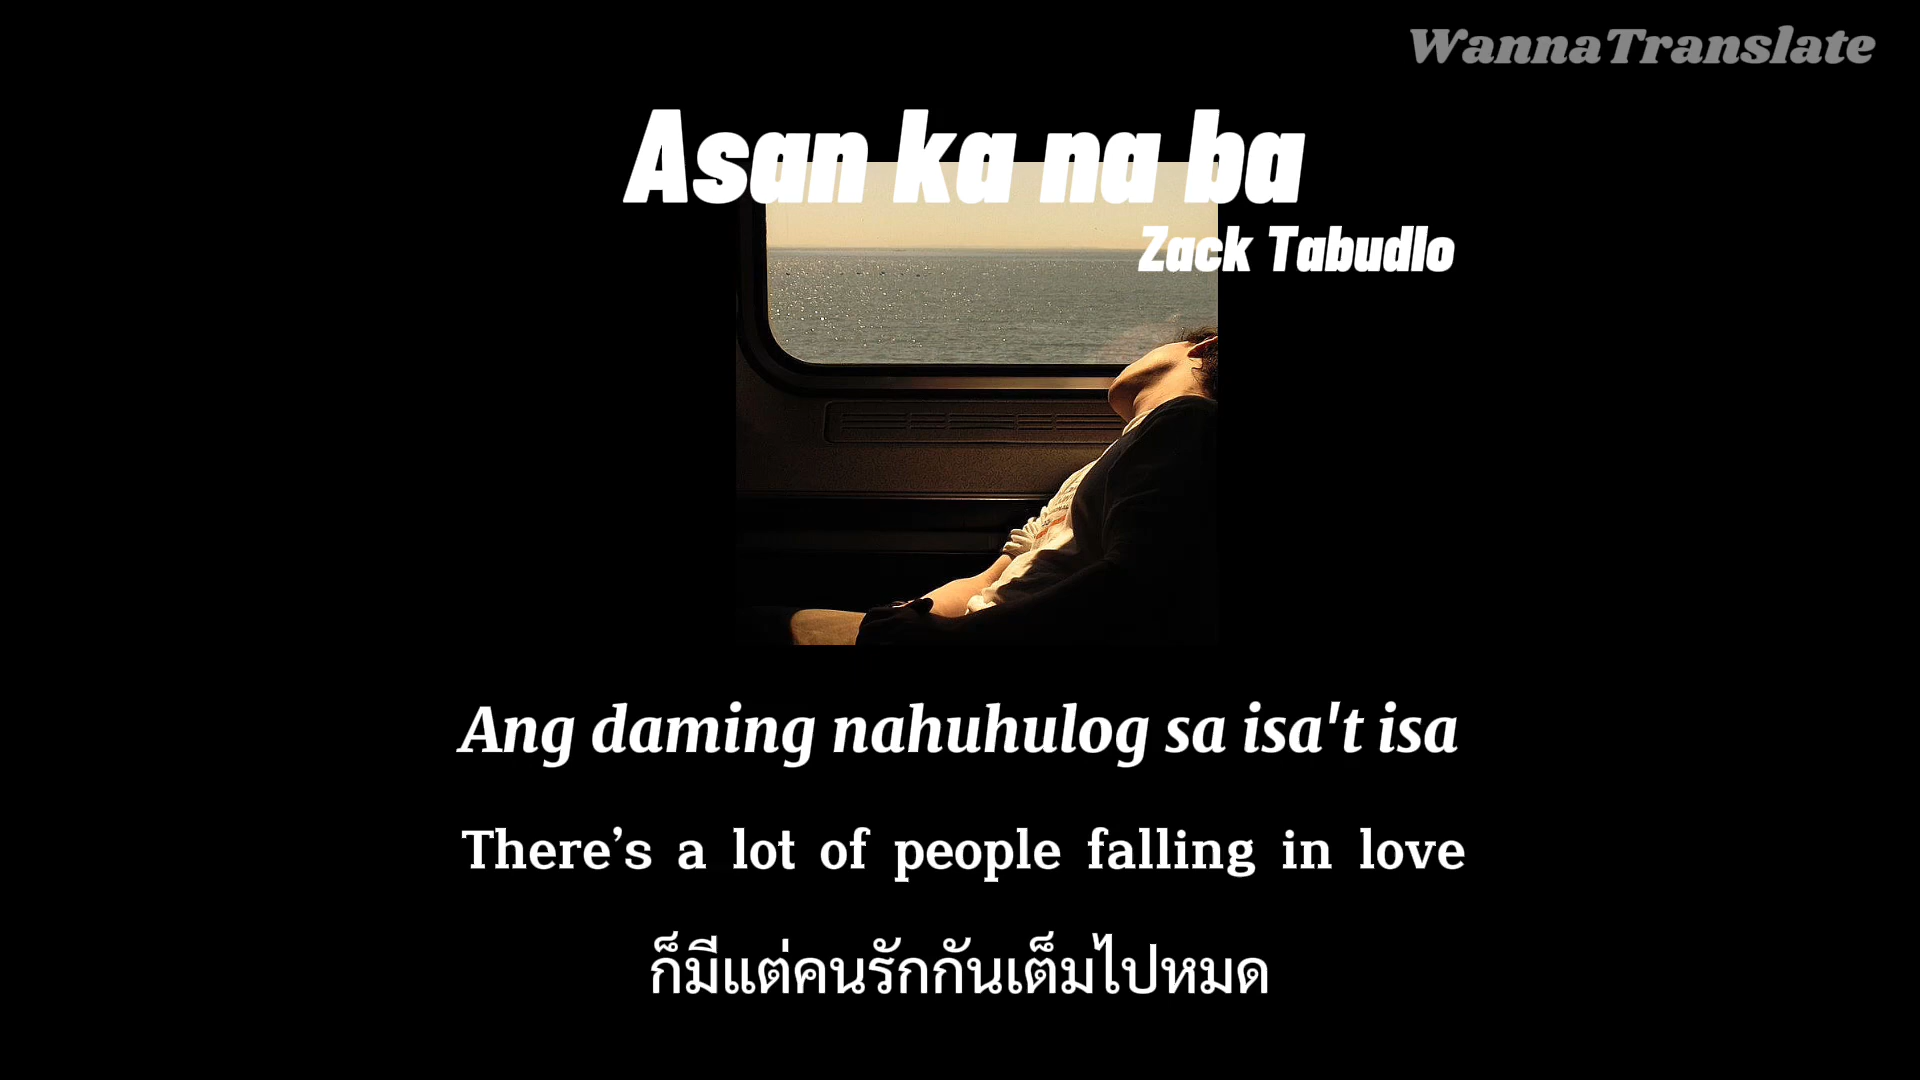 WannaTranslate
Asan ka na ba
Zack Tabudlo
Ang daming nahuhulog sa isa't isa
There's a lot of people falling in love
ก็มีแต่คนรักกันเต็มไปหมด